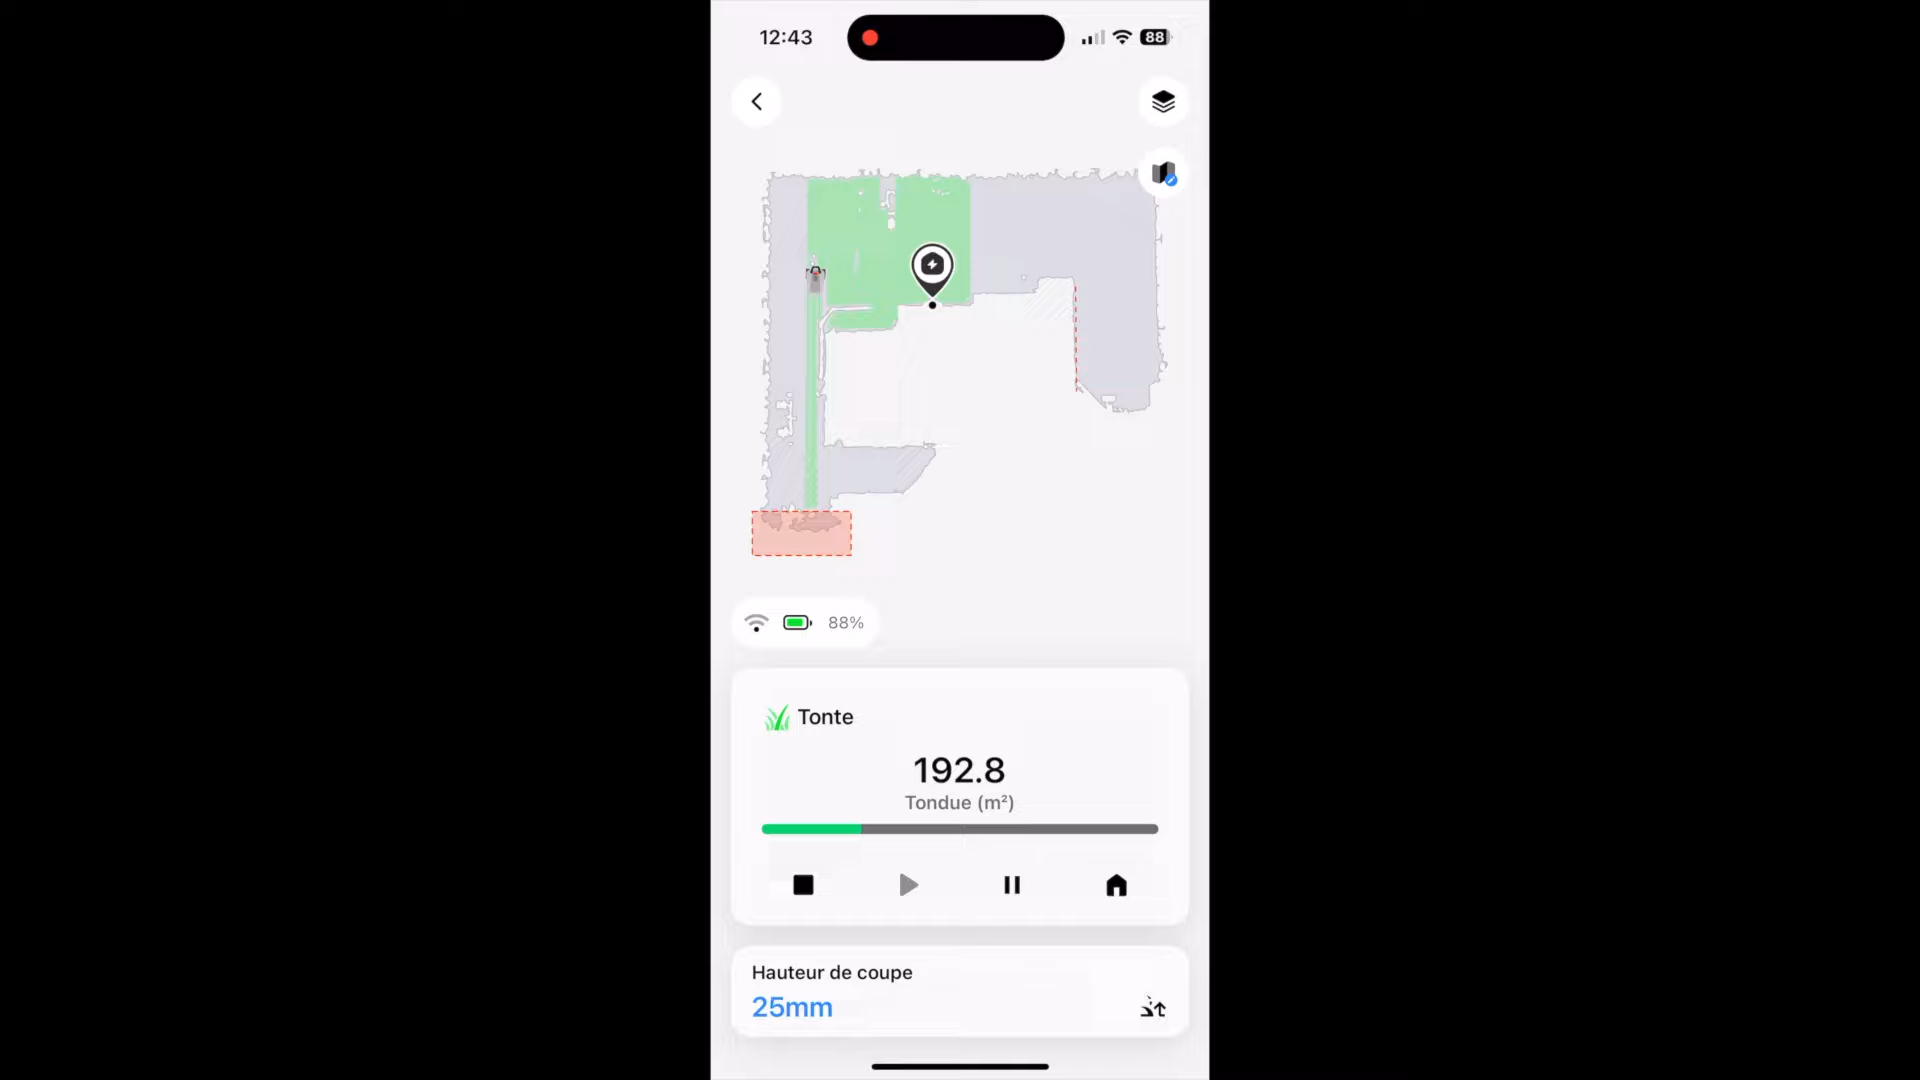 12:43
88
88%
Tonte
192.8
Tondue (m²)
Hauteur de coupe
25mm